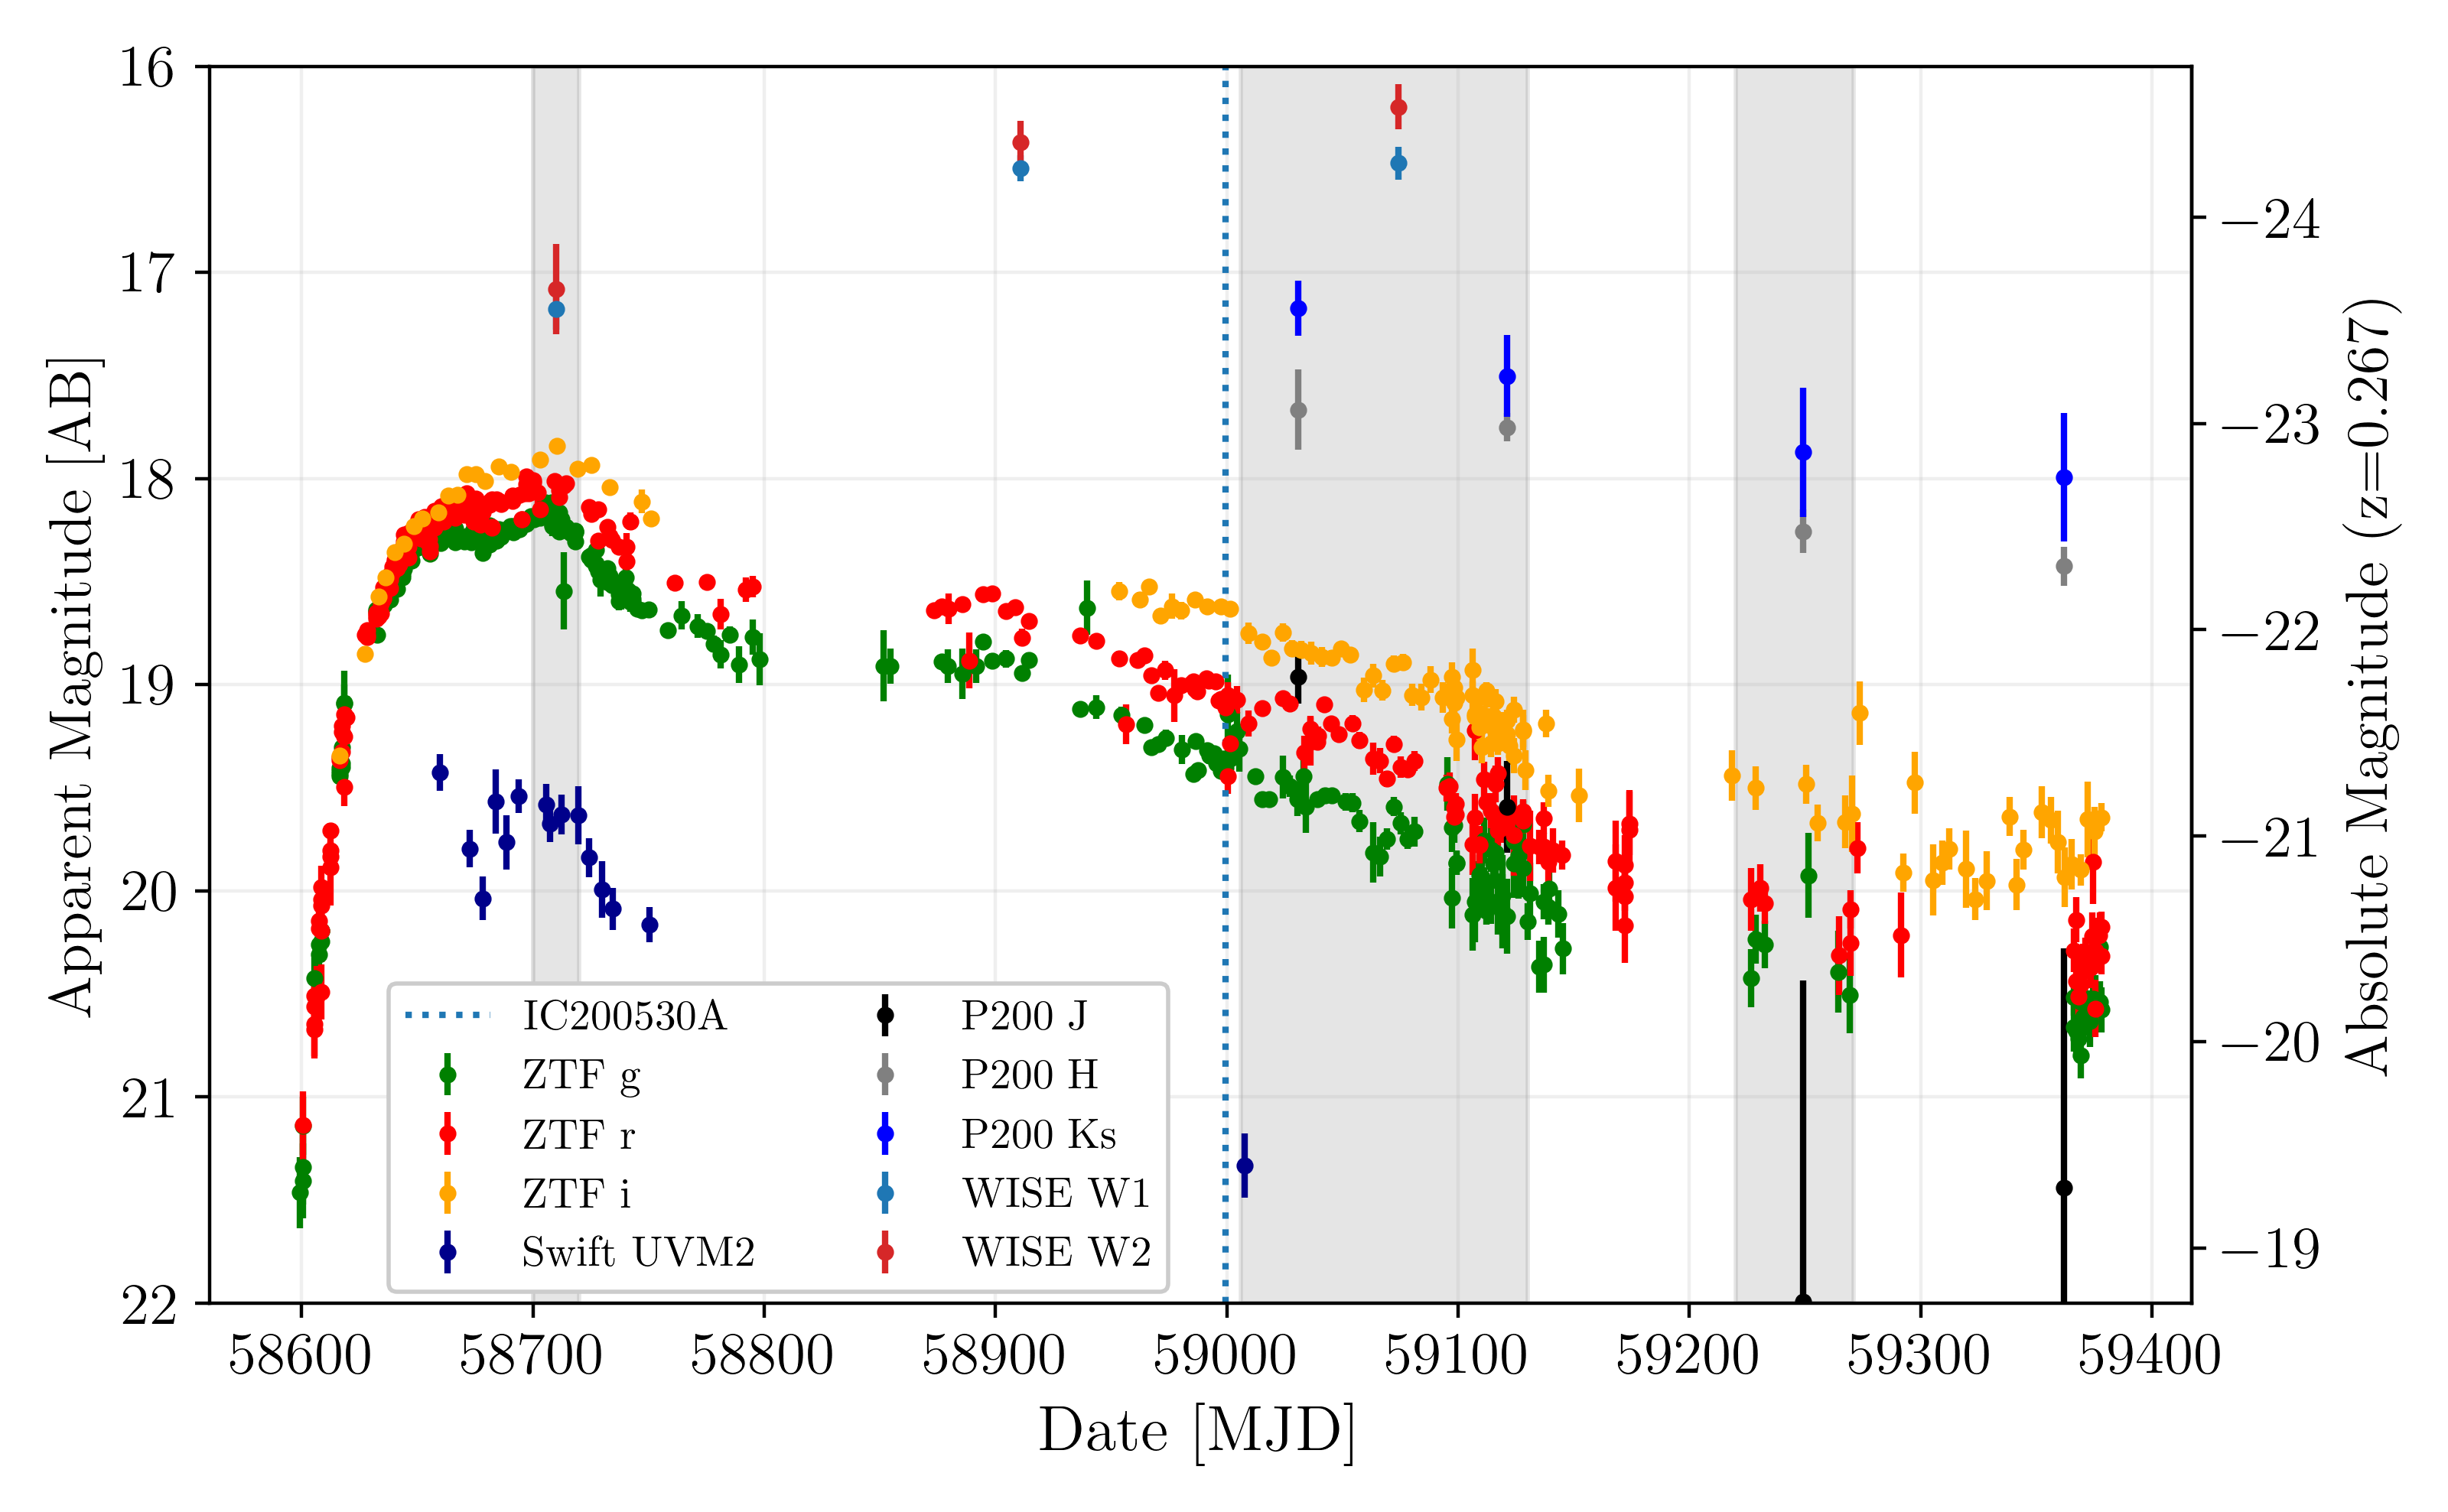 16
17
18
19
20
21
22
Apparent Magnitude [AB]
−24
−23
−22
−21
−20
−19
Absolute Magnitude (z=0.267)
IC200530A
ZTF g
ZTF r
ZTF i
Swift UVM2
P200 J
P200 H
P200 Ks
WISE W1
WISE W2
58600 58700 58800 58900 59000 59100 59200 59300 59400
Date [MJD]